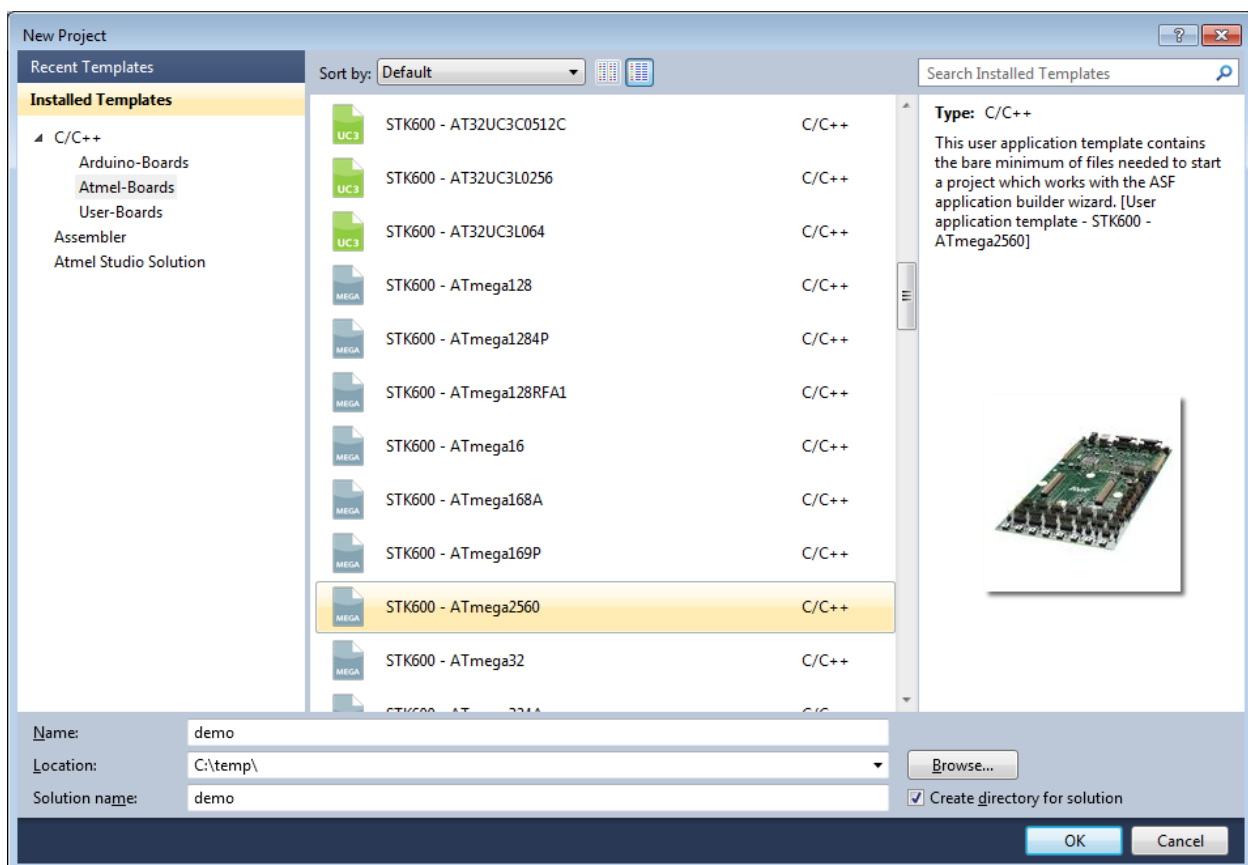 New Project
Recent Templates
Installed Templates
C/C++
Arduino-Boards
Atmel-Boards
User-Boards
Assembler
Atmel Studio Solution
Sort by: Default
Search Installed Templates
UC3 STK600 - AT32UC3C0512C C/C++
UC3 STK600 - AT32UC3L0256 C/C++
UC3 STK600 - AT32UC3L064 C/C++
MEGA STK600 - ATmega128 C/C++
MEGA STK600 - ATmega1284P C/C++
MEGA STK600 - ATmega128RFA1 C/C++
MEGA STK600 - ATmega16 C/C++
MEGA STK600 - ATmega168A C/C++
MEGA STK600 - ATmega169P C/C++
MEGA STK600 - ATmega2560 C/C++
MEGA STK600 - ATmega32 C/C++
Type: C/C++
This user application template contains
the bare minimum of files needed to start
a project which works with the ASF
application builder wizard. [User
application template - STK600 -
ATmega2560]
Name: demo
Location: C:\temp\
Browse...
Solution name: demo
Create directory for solution
OK
Cancel